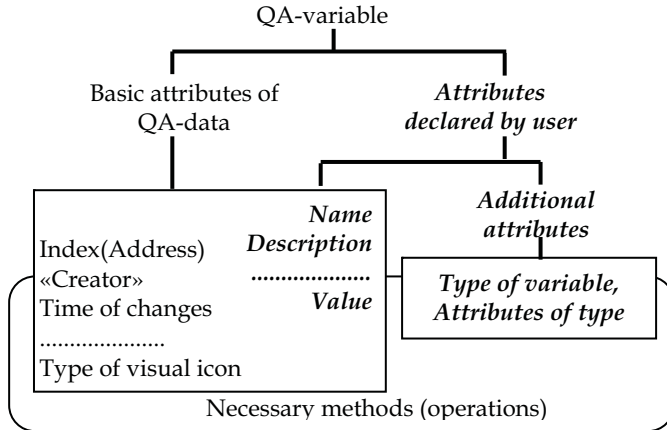 QA-variable
Basic attributes of
QA-data
Attributes
declared by user
Additional
attributes
Name
Description
...................
Value
Index(Address)
«Creator»
Time of changes
.....................
Type of visual icon
Type of variable,
Attributes of type
Necessary methods (operations)